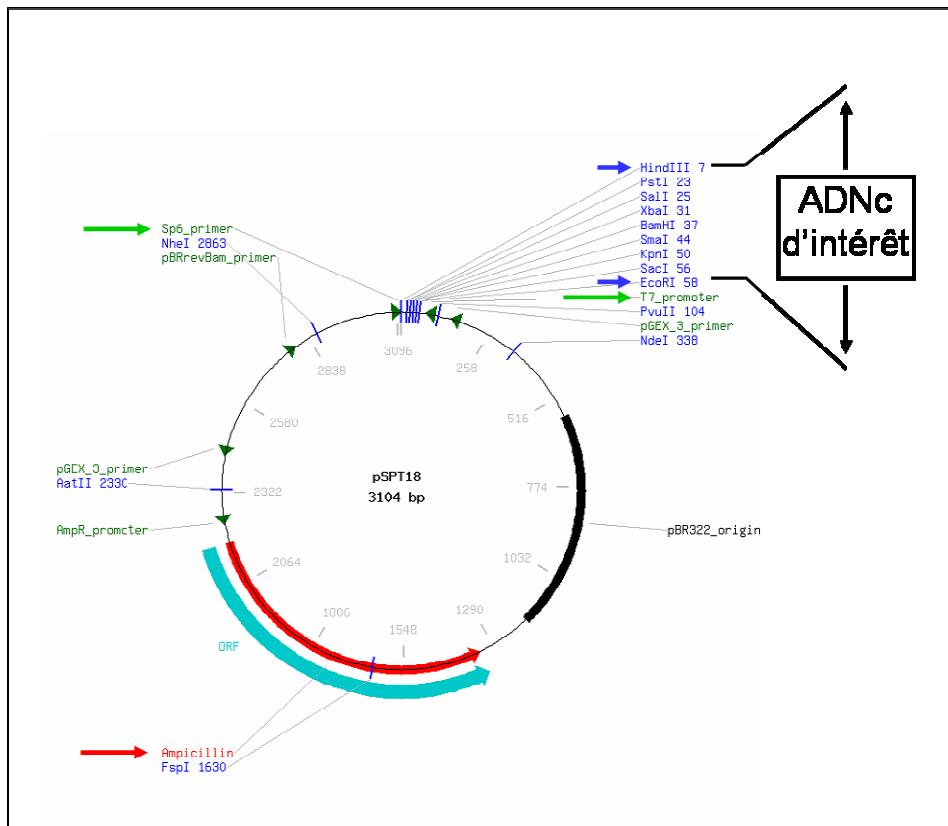 HindIII 7
PstI 23
SalI 25
XbaI 31
BamHI 37
SmaI 44
KpnI 50
SacI 56
EcoRI 58
T7_promoter
PvuII 104
pGEX_3_primer
NdeI 338
ADNc
d'intérêt
Sp6_primer
NheI 2863
pBRrevBam_primer
3096
258
516
774
1032
1290
1548
1806
2064
2322
2580
2838
pSPT18
3104 bp
pGEX_3_primer
AatII 2330
AmpR_promoter
pBR322_origin
ORF
Ampicillin
FspI 1630